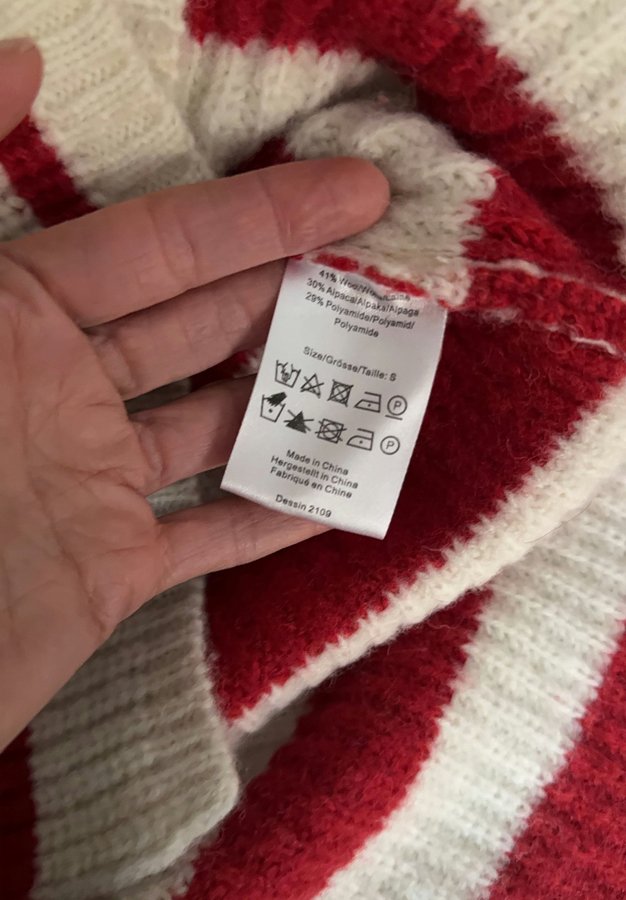 41% Wool/
30% Alpaca/Alpaka/Alpaga
29% Polyamide/Polyamid/
Polyamide
Size/Grösse/Taille: S
P
P
Made in China
Hergestellt in China
Fabriqué en Chine
Dessin 2109